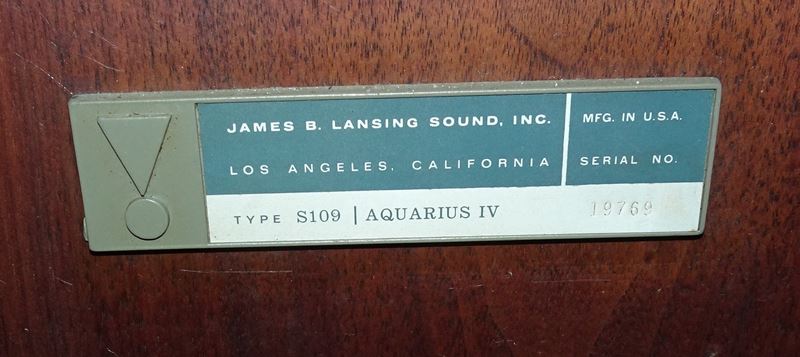 JAMES B. LANSING SOUND, INC.
LOS ANGELES, CALIFORNIA
MFG. IN U.S.A.
SERIAL NO.
TYPE S109 | AQUARIUS IV
19769